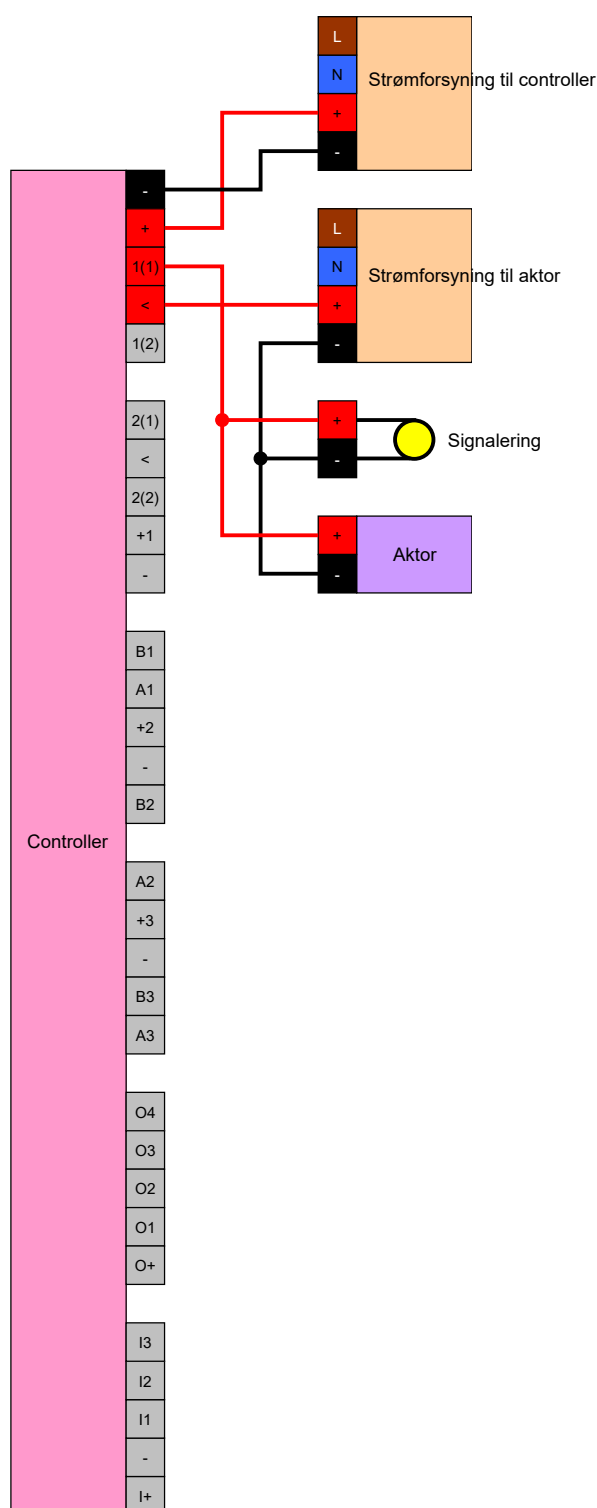 L
N
Strømforsyning til controller
+
-
-
+
1(1)
<
1(2)
L
N
Strømforsyning til aktor
+
-
2(1)
<
2(2)
+1
-
+
-
Signalering
+
-
Aktor
B1
A1
+2
-
B2
Controller
A2
+3
-
B3
A3
O4
O3
O2
O1
O+
I3
I2
I1
-
I+